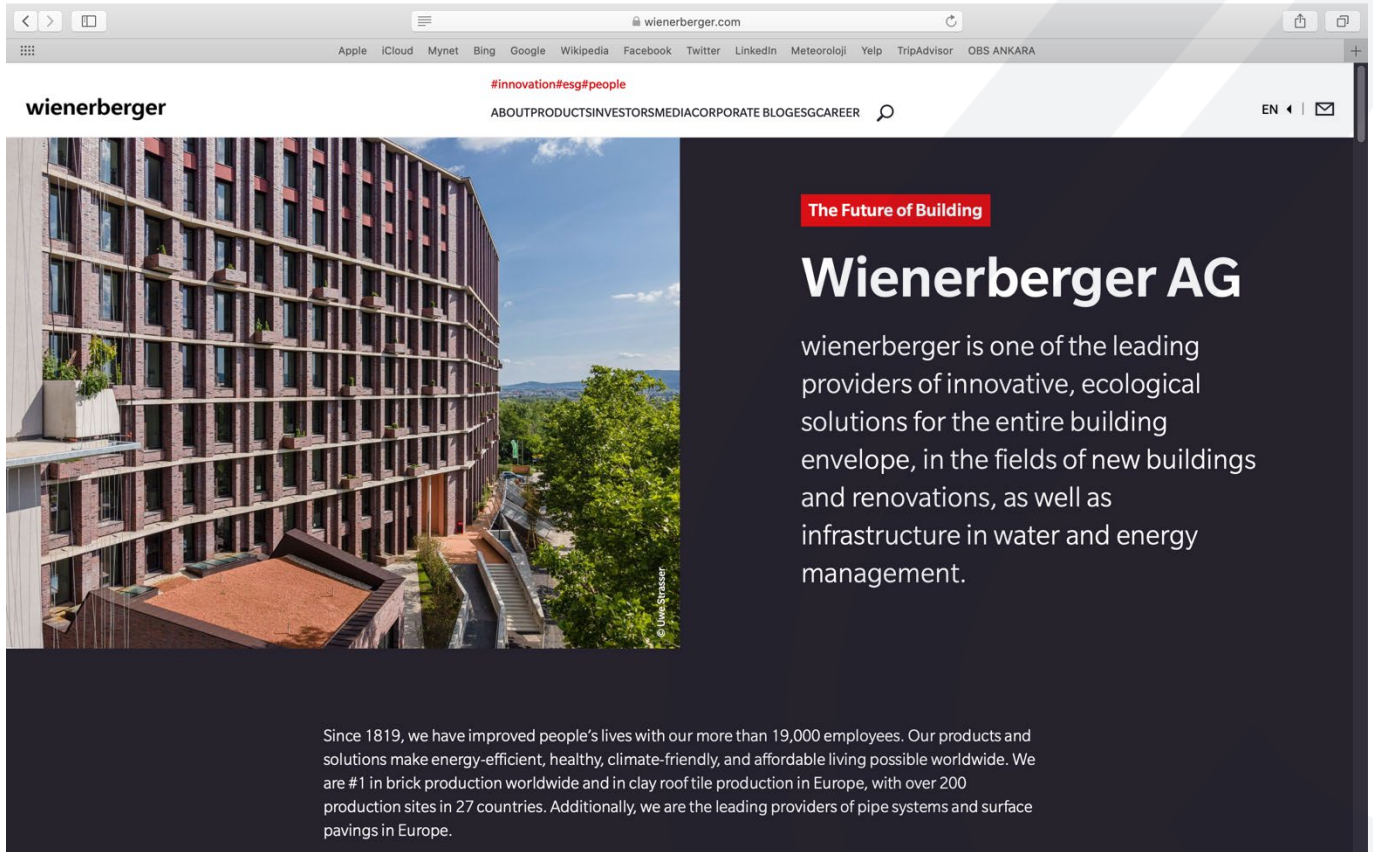 wienerberger.com
Apple iCloud Mynet Bing Google Wikipedia Facebook Twitter LinkedIn Meteoroloji Yelp TripAdvisor OBS ANKARA
#innovation#esg#people
wienerberger
ABOUTPRODUCTSINVESTORSMEDIACORPORATE BLOGESGCAREER
EN
The Future of Building
Wienerberger AG
wienerberger is one of the leading
providers of innovative, ecological
solutions for the entire building
envelope, in the fields of new buildings
and renovations, as well as
infrastructure in water and energy
management.
© Uwe Strasser
Since 1819, we have improved people’s lives with our more than 19,000 employees. Our products and
solutions make energy-efficient, healthy, climate-friendly, and affordable living possible worldwide. We
are #1 in brick production worldwide and in clay roof tile production in Europe, with over 200
production sites in 27 countries. Additionally, we are the leading providers of pipe systems and surface
pavings in Europe.